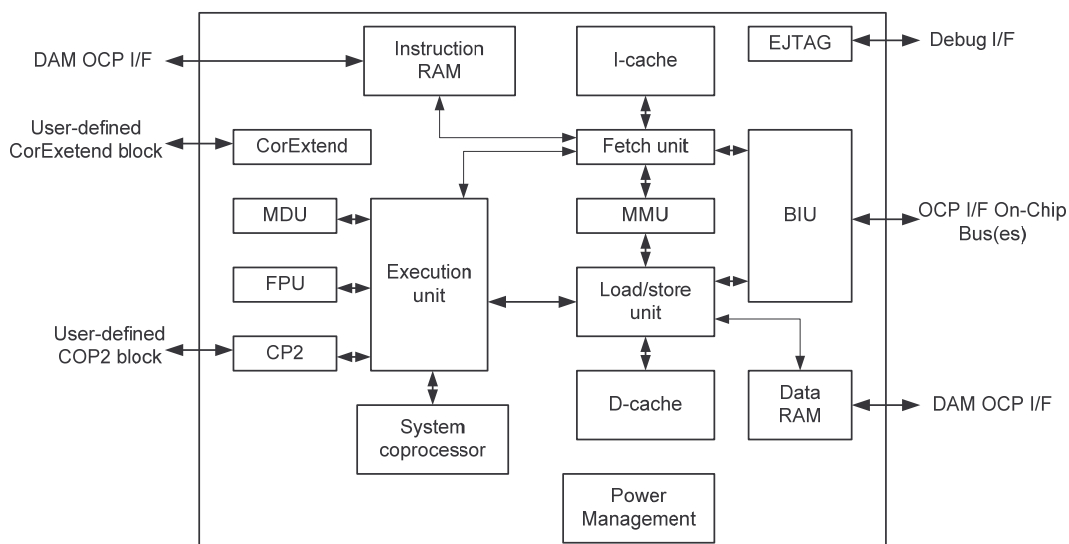 DAM OCP I/F
Instruction
RAM
I-cache
EJTAG
Debug I/F
User-defined
CorExetend block
CorExtend
Fetch unit
MDU
MMU
BIU
OCP I/F On-Chip
Bus(es)
FPU
Execution
unit
Load/store
unit
User-defined
COP2 block
CP2
D-cache
Data
RAM
DAM OCP I/F
System
coprocessor
Power
Management